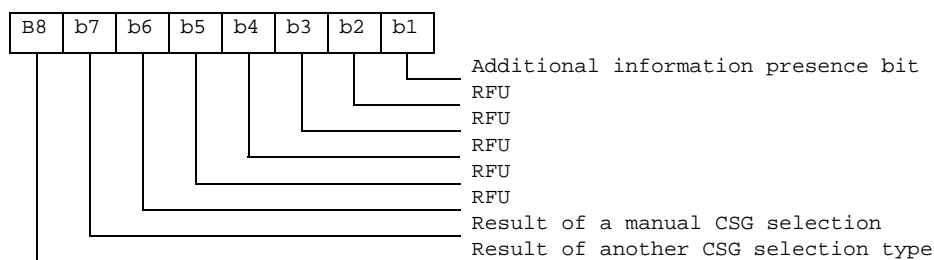 B8 b7 b6 b5 b4 b3 b2 b1
Additional information presence bit
RFU
RFU
RFU
RFU
RFU
Result of a manual CSG selection
Result of another CSG selection type